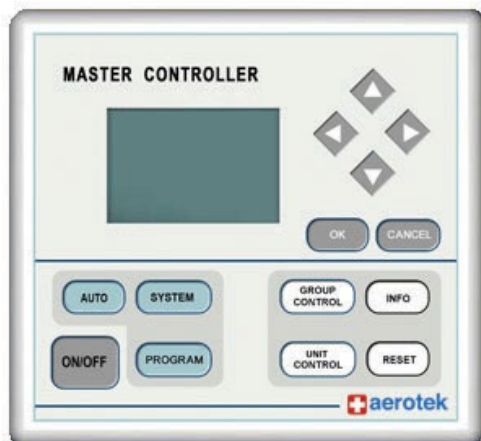 MASTER CONTROLLER
OK
CANCEL
AUTO
SYSTEM
ON/OFF
PROGRAM
GROUP CONTROL
INFO
UNIT CONTROL
RESET
aerotek